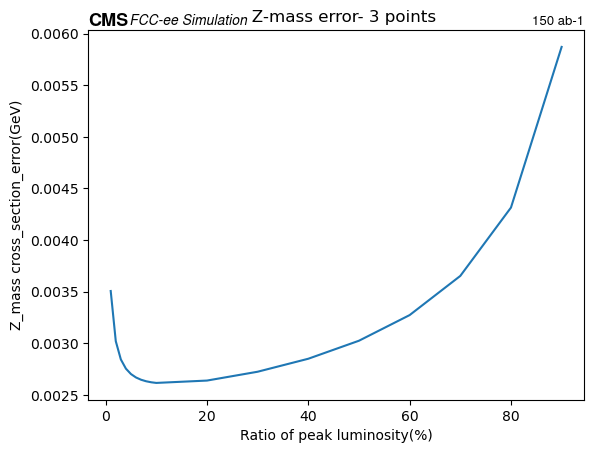 CMS FCC-ee Simulation Z-mass error- 3 points 150 ab-1
0.0060
0.0055
0.0050
0.0045
0.0040
0.0035
0.0030
0.0025
Z_mass cross_section_error(GeV)
0 20 40 60 80
Ratio of peak luminosity(%)